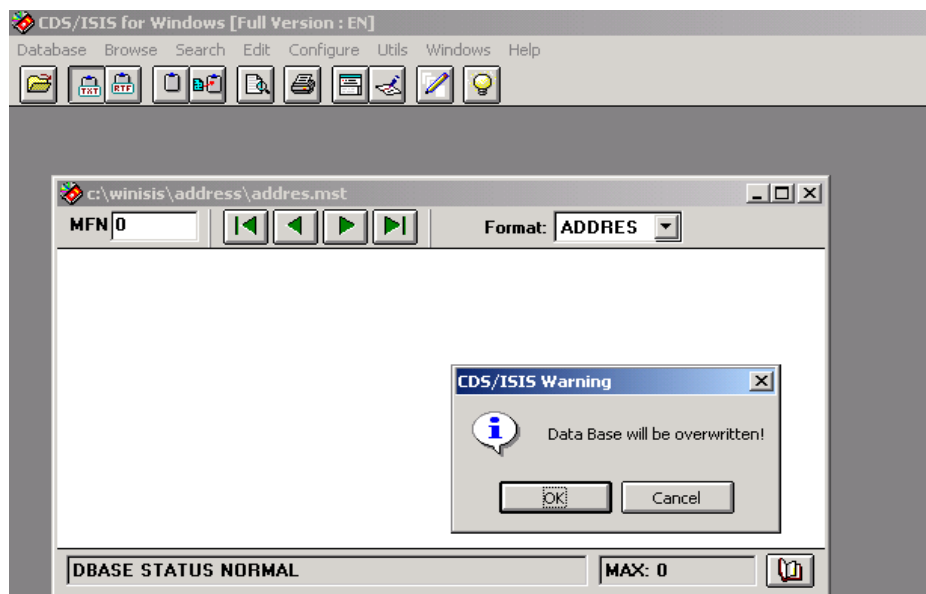 CDS/ISIS for Windows [Full Version : EN]
Database Browse Search Edit Configure Utils Windows Help
TXT RTF
c:\winisis\address\addres.mst
MFN 0 Format: ADDRES
CDS/ISIS Warning
Data Base will be overwritten!
OK Cancel
DBASE STATUS NORMAL MAX: 0